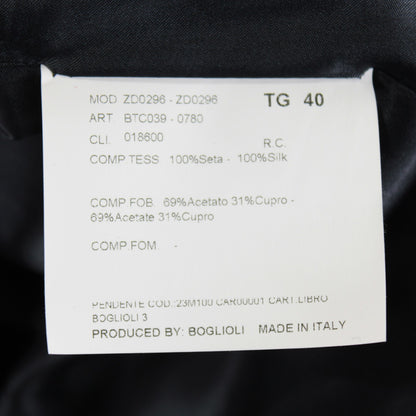 MOD. ZD0296 - ZD0296 TG 40
ART. BTC039 - 0780
CLI. 018600 R.C.
COMP.TESS 100%Seta - 100%Silk
COMP.FOB. 69%Acetato 31%Cupro -
69%Acetate 31%Cupro
COMP.FOM -
PENDENTE COD.:23M100 CAR00001 CART.LIBRO
BOGLIOLI 3
PRODUCED BY: BOGLIOLI MADE IN ITALY